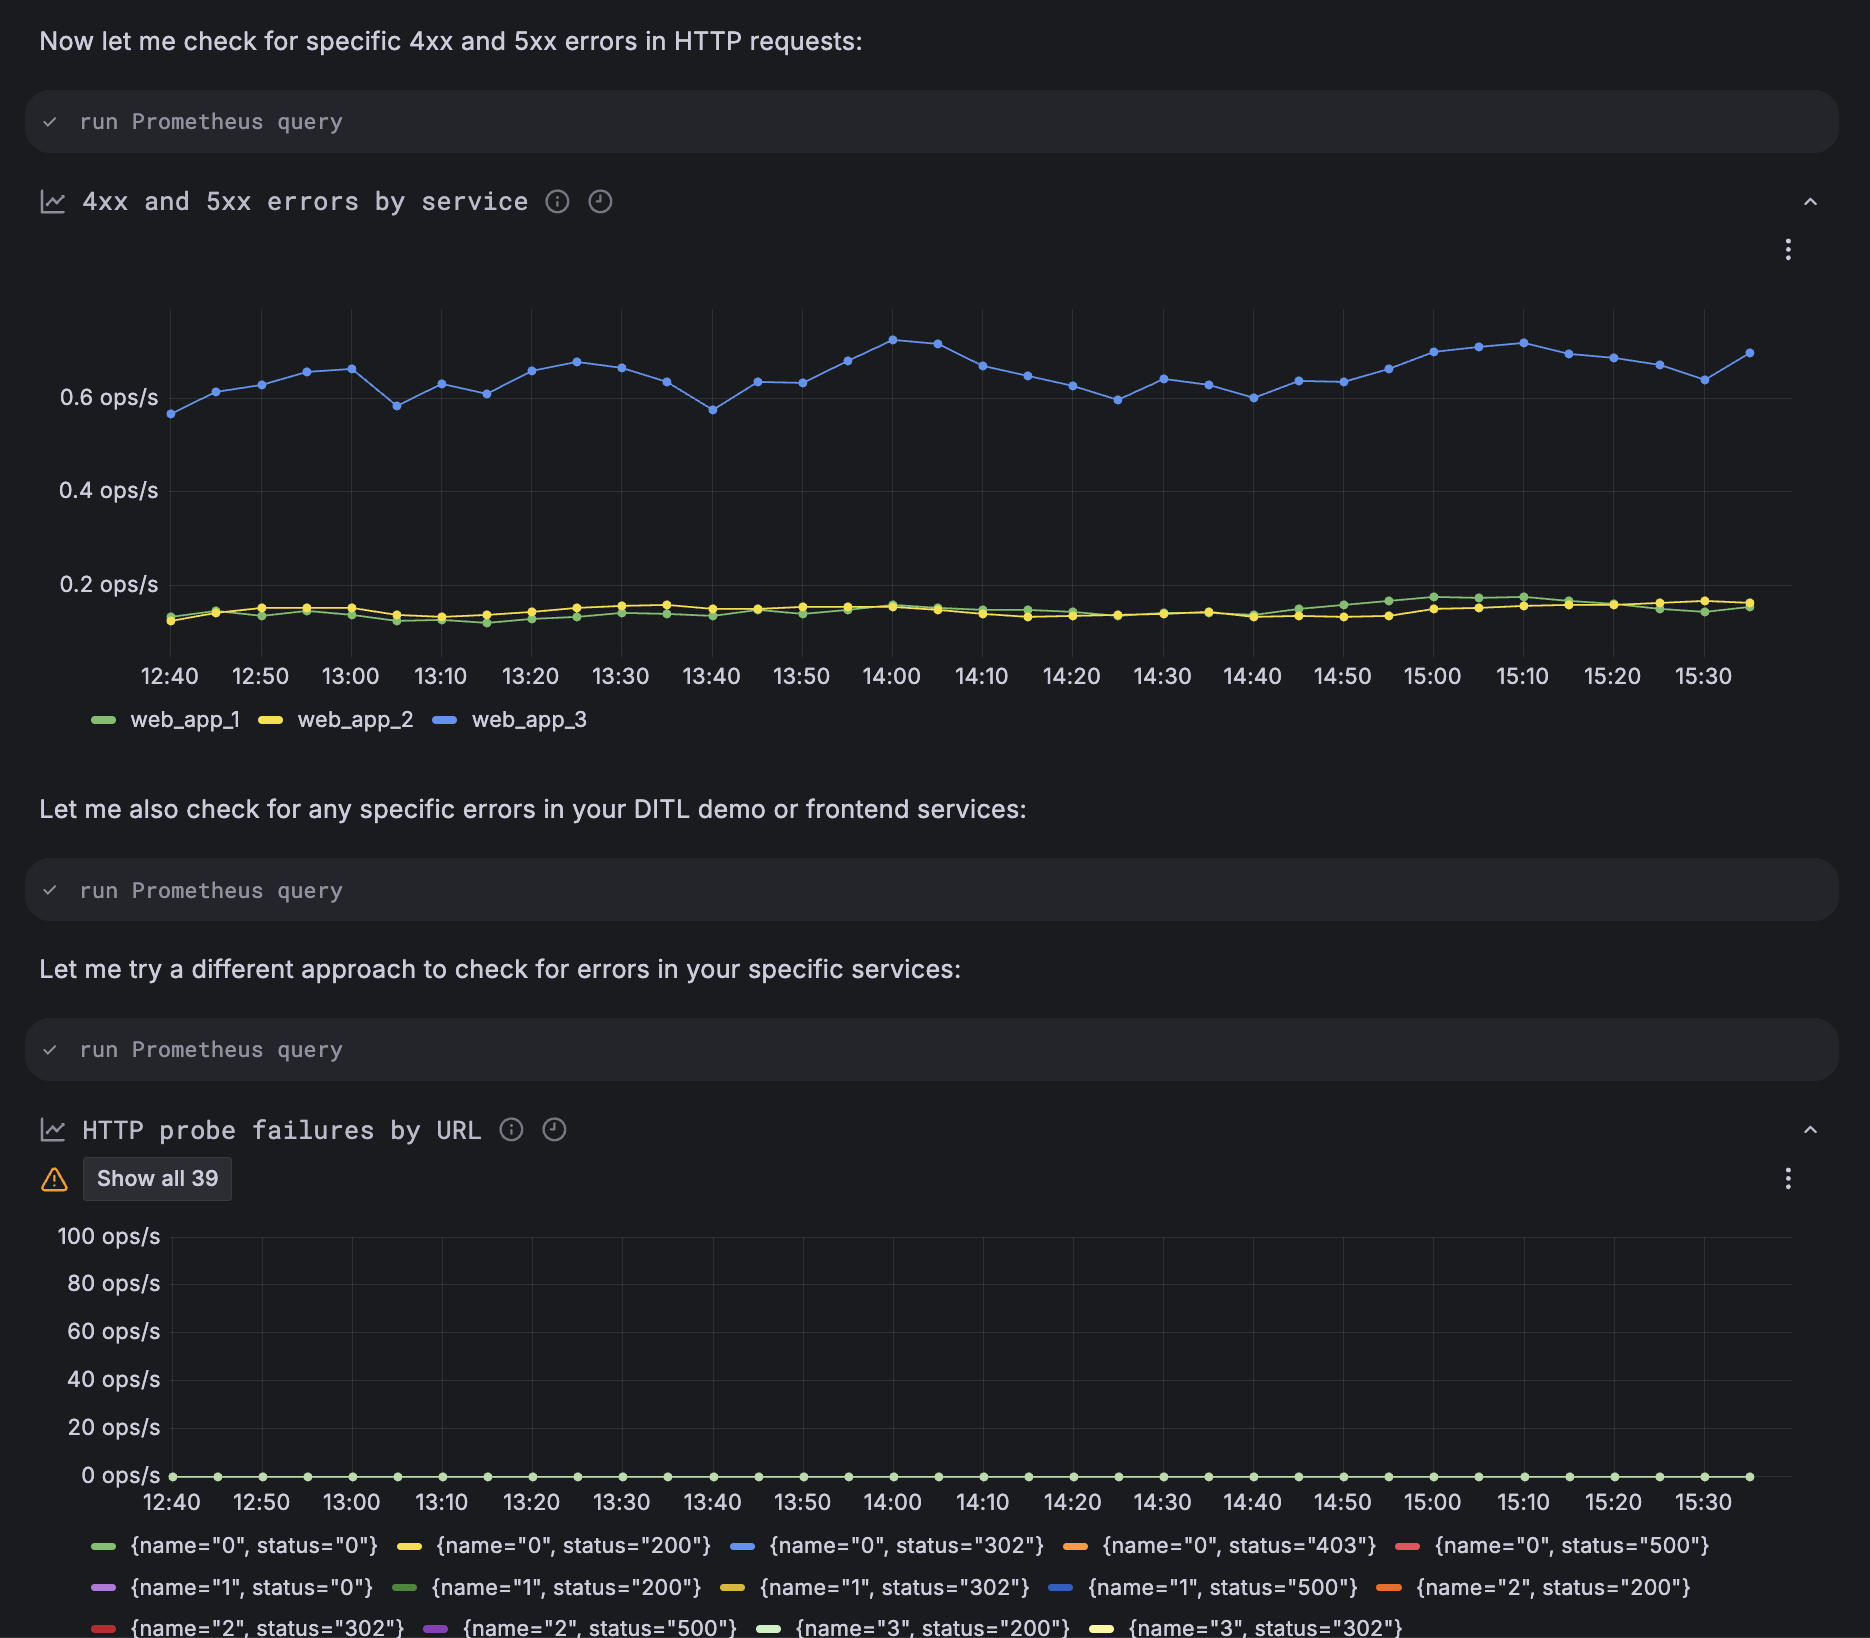 Now let me check for specific 4xx and 5xx errors in HTTP requests:
run Prometheus query
4xx and 5xx errors by service
0.6 ops/s
0.4 ops/s
0.2 ops/s
12:40 12:50 13:00 13:10 13:20 13:30 13:40 13:50 14:00 14:10 14:20 14:30 14:40 14:50 15:00 15:10 15:20 15:30
web_app_1 web_app_2 web_app_3
Let me also check for any specific errors in your DITL demo or frontend services:
run Prometheus query
Let me try a different approach to check for errors in your specific services:
run Prometheus query
HTTP probe failures by URL
Show all 39
100 ops/s
80 ops/s
60 ops/s
40 ops/s
20 ops/s
0 ops/s
12:40 12:50 13:00 13:10 13:20 13:30 13:40 13:50 14:00 14:10 14:20 14:30 14:40 14:50 15:00 15:10 15:20 15:30
{name="0", status="0"} {name="0", status="200"} {name="0", status="302"} {name="0", status="403"} {name="0", status="500"}
{name="1", status="0"} {name="1", status="200"} {name="1", status="302"} {name="1", status="500"} {name="2", status="200"}
{name="2", status="302"} {name="2", status="500"} {name="3", status="200"} {name="3", status="302"}